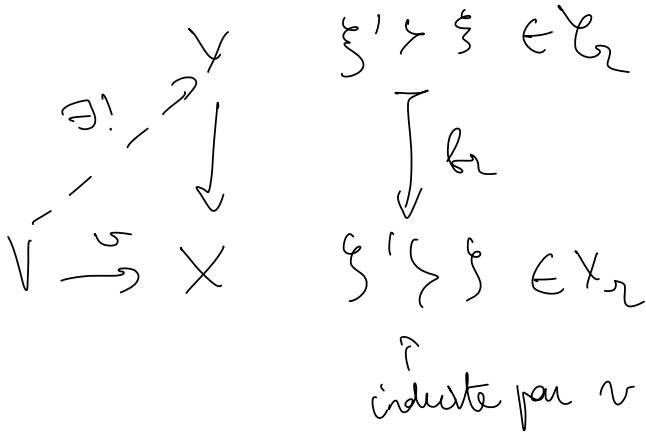 Y ξ' > ξ ∈ Y_r
∃!
f_r
V v X ζ' > ζ ∈ X_r
induite par v